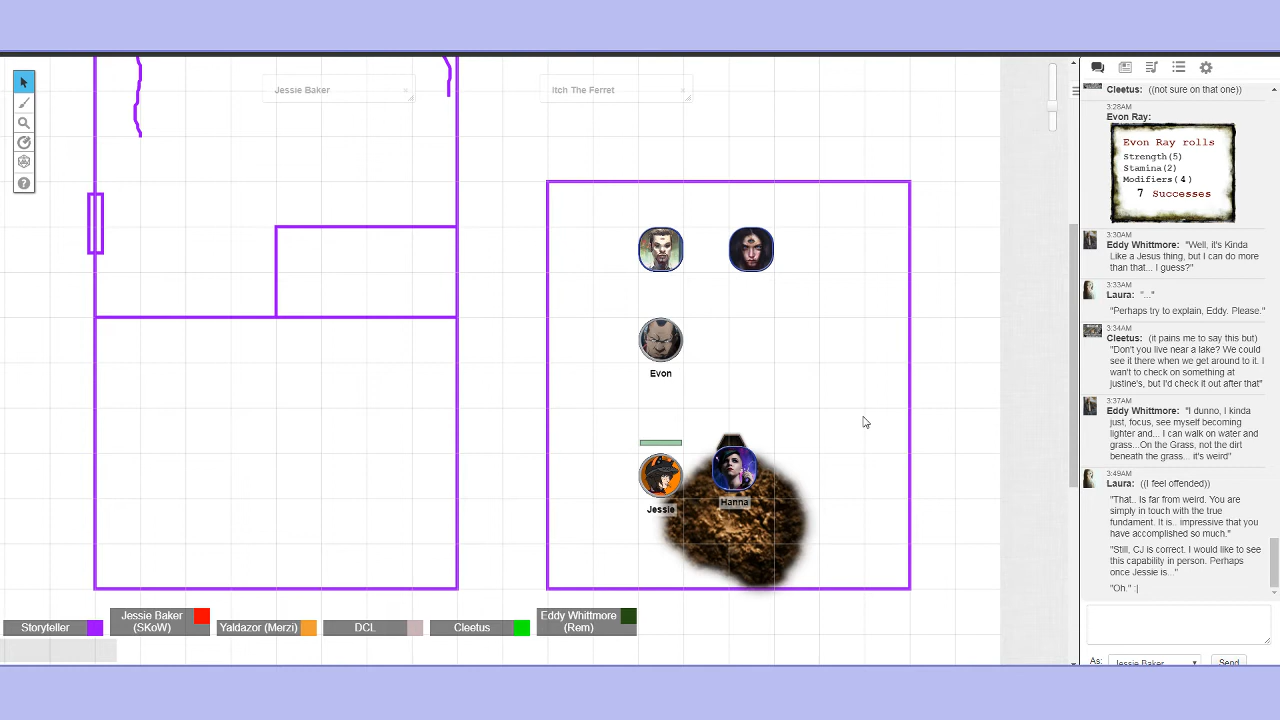 Jessie Baker
Itch The Ferret
Evon
Jessie
Hanna
Storyteller
Jessie Baker
(SKoW)
Yaldazor (Merzi)
DCL
Cleetus
Eddy Whittmore
(Rem)
Cleetus: ((not sure on that one))
3:28AM
Evon Ray:
Evon Ray rolls
Strength(5)
Stamina(2)
Modifiers( 4 )
7 Successes
3:30AM
Eddy Whittmore: "Well, it's Kinda
Like a Jesus thing, but I can do more
than that... I guess?"
3:33AM
Laura: "..."
"Perhaps try to explain, Eddy. Please."
3:34AM
Cleetus: (it pains me to say this but)
"Don't you live near a lake? We could
see it there when we get around to it. I
wan't to check on something at
justine's, but I'd check it out after that"
3:37AM
Eddy Whittmore: "I dunno, I kinda
just, focus, see myself becoming
lighter and... I can walk on water and
grass...On the Grass, not the dirt
beneath the grass... it's weird"
3:49AM
Laura: ((I feel offended))
"That.. Is far from weird. You are
simply in touch with the true
fundament. It is.. impressive that you
have accomplished so much."
"Still, CJ is correct. I would like to see
this capability in person. Perhaps
once Jessie is..."
"Oh." :|
As:
Jessie Baker
Send